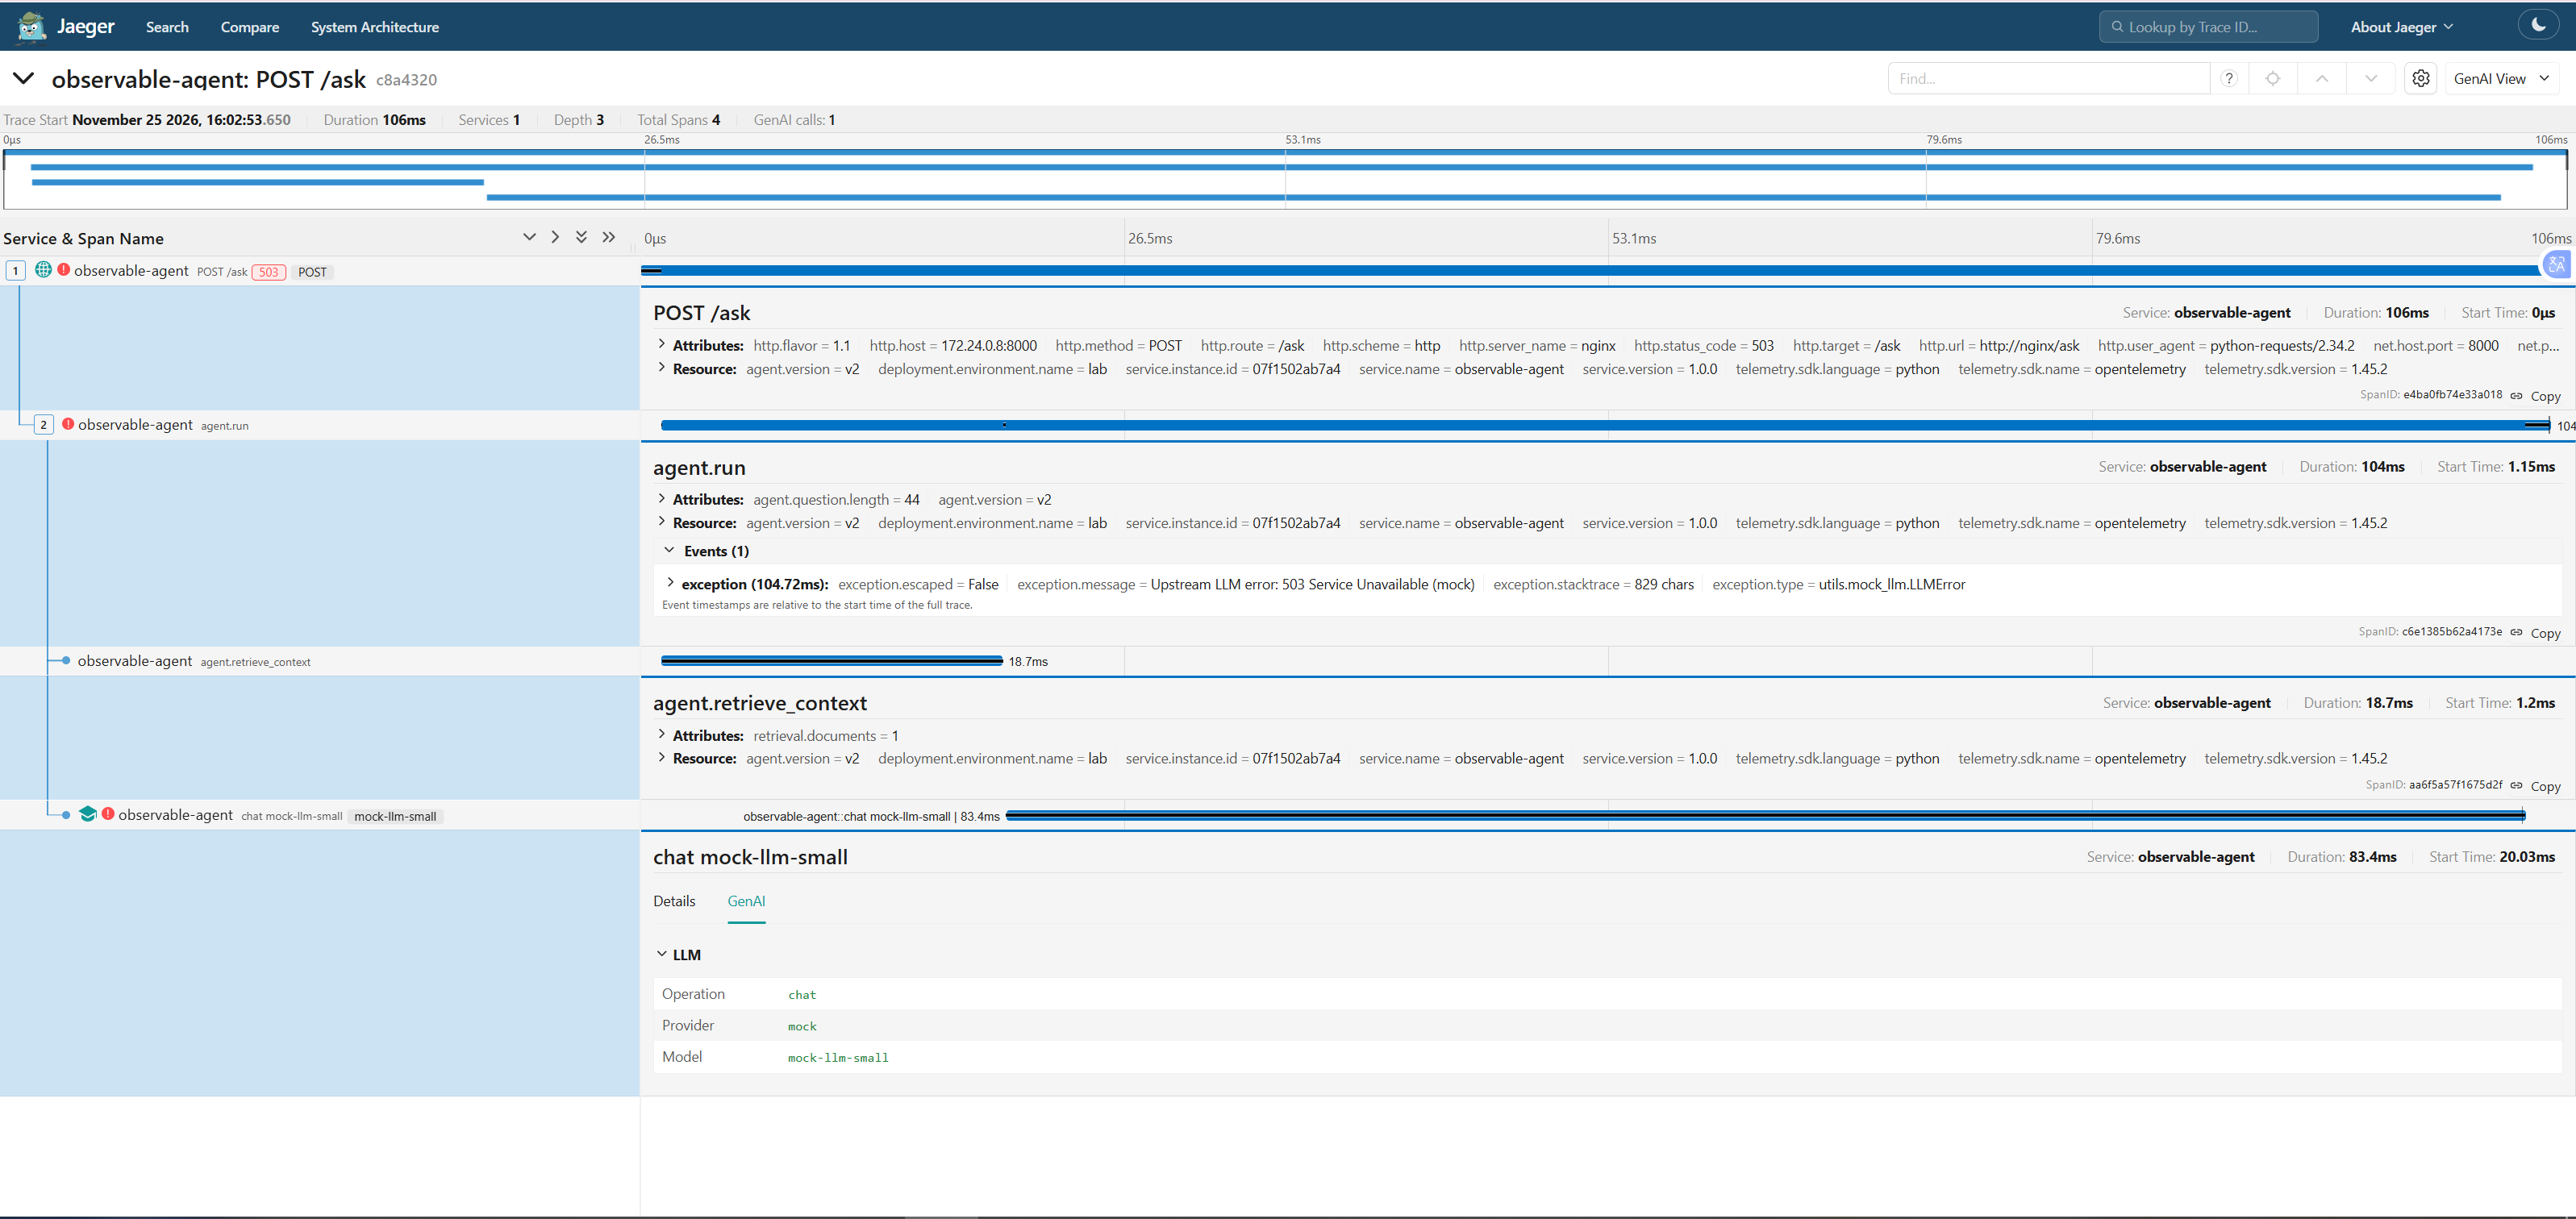 Jaeger Search Compare System Architecture Lookup by Trace ID... About Jaeger
observable-agent: POST /ask c8a4320 Find... ? GenAI View
Trace Start November 25 2026, 16:02:53.650 Duration 106ms Services 1 Depth 3 Total Spans 4 GenAI calls: 1
0μs 26.5ms 53.1ms 79.6ms 106ms
Service & Span Name 0μs 26.5ms 53.1ms 79.6ms 106ms
1 observable-agent POST /ask 503 POST
POST /ask Service: observable-agent Duration: 106ms Start Time: 0μs
Attributes: http.flavor = 1.1 http.host = 172.24.0.8:8000 http.method = POST http.route = /ask http.scheme = http http.server_name = nginx http.status_code = 503 http.target = /ask http.url = http://nginx/ask http.user_agent = python-requests/2.34.2 net.host.port = 8000 net.p...
Resource: agent.version = v2 deployment.environment.name = lab service.instance.id = 07f1502ab7a4 service.name = observable-agent service.version = 1.0.0 telemetry.sdk.language = python telemetry.sdk.name = opentelemetry telemetry.sdk.version = 1.45.2
SpanID: e4ba0fb74e33a018 Copy
2 observable-agent agent.run 104
agent.run Service: observable-agent Duration: 104ms Start Time: 1.15ms
Attributes: agent.question.length = 44 agent.version = v2
Resource: agent.version = v2 deployment.environment.name = lab service.instance.id = 07f1502ab7a4 service.name = observable-agent service.version = 1.0.0 telemetry.sdk.language = python telemetry.sdk.name = opentelemetry telemetry.sdk.version = 1.45.2
Events (1)
exception (104.72ms): exception.escaped = False exception.message = Upstream LLM error: 503 Service Unavailable (mock) exception.stacktrace = 829 chars exception.type = utils.mock_llm.LLMError
Event timestamps are relative to the start time of the full trace.
SpanID: c6e1385b62a4173e Copy
observable-agent agent.retrieve_context 18.7ms
agent.retrieve_context Service: observable-agent Duration: 18.7ms Start Time: 1.2ms
Attributes: retrieval.documents = 1
Resource: agent.version = v2 deployment.environment.name = lab service.instance.id = 07f1502ab7a4 service.name = observable-agent service.version = 1.0.0 telemetry.sdk.language = python telemetry.sdk.name = opentelemetry telemetry.sdk.version = 1.45.2
SpanID: aa6f5a57f1675d2f Copy
observable-agent chat mock-llm-small mock-llm-small observable-agent::chat mock-llm-small | 83.4ms
chat mock-llm-small Service: observable-agent Duration: 83.4ms Start Time: 20.03ms
Details GenAI
LLM
Operation chat
Provider mock
Model mock-llm-small